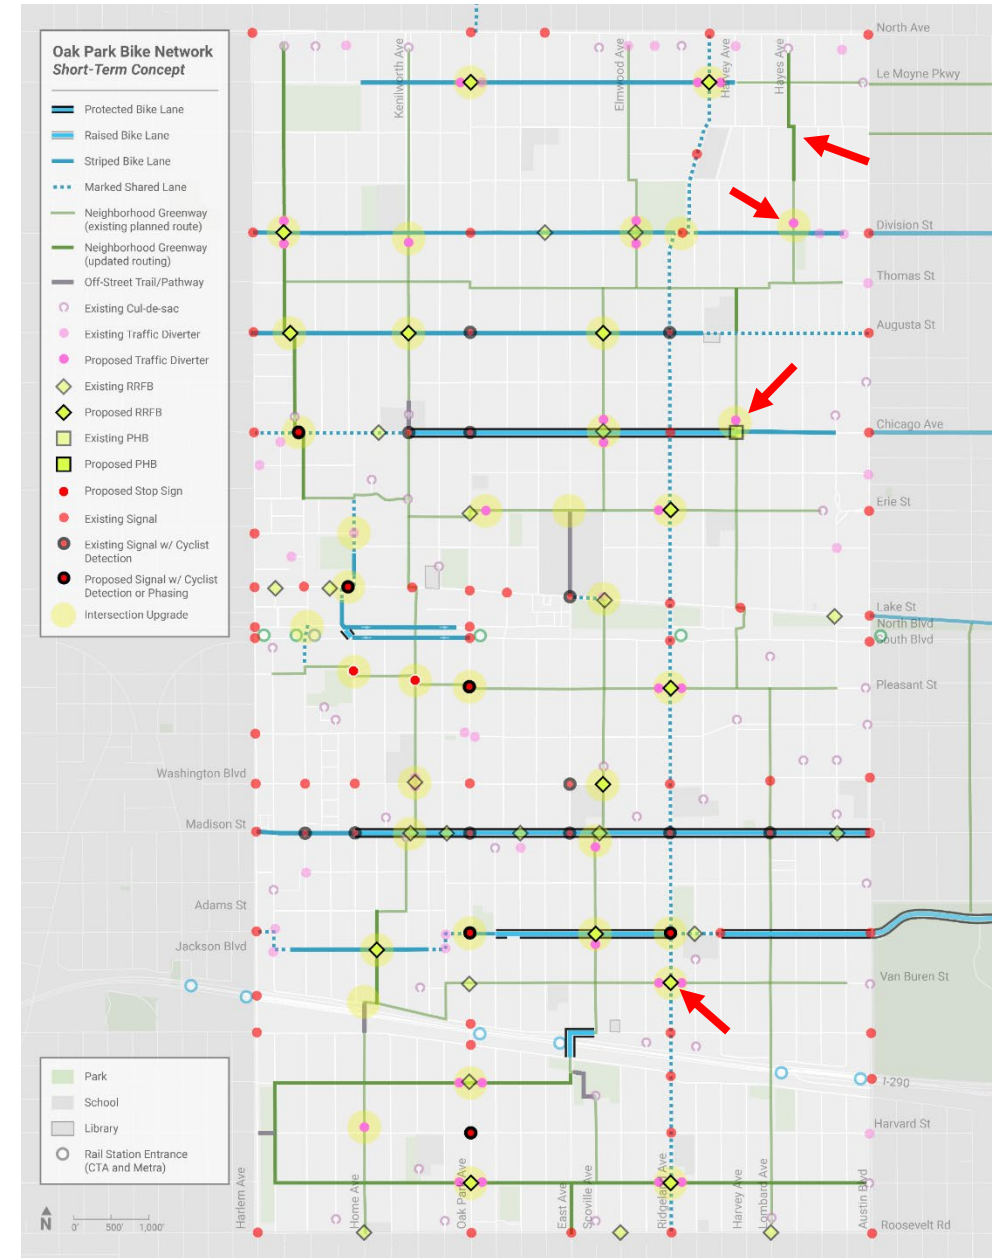 Oak Park Bike Network
Short-Term Concept
Protected Bike Lane
Raised Bike Lane
Striped Bike Lane
Marked Shared Lane
Neighborhood Greenway
(existing planned route)
Neighborhood Greenway
(updated routing)
Off-Street Trail/Pathway
Existing Cul-de-sac
Existing Traffic Diverter
Proposed Traffic Diverter
Existing RRFB
Proposed RRFB
Existing PHB
Proposed PHB
Proposed Stop Sign
Existing Signal
Existing Signal w/ Cyclist
Detection
Proposed Signal w/ Cyclist
Detection or Phasing
Intersection Upgrade
Kenilworth Ave
Elmwood Ave
Harvey Ave
Hayes Ave
North Ave
Le Moyne Pkwy
Division St
Thomas St
Augusta St
Chicago Ave
Erie St
Lake St
North Blvd
South Blvd
Pleasant St
Washington Blvd
Madison St
Adams St
Jackson Blvd
Van Buren St
I-290
Harvard St
Roosevelt Rd
Park
School
Library
Rail Station Entrance
(CTA and Metra)
N
0'
500'
1,000'
Harlem Ave
Home Ave
Oak Park Ave
East Ave
Scoville Ave
Ridgeland Ave
Harvey Ave
Lombard Ave
Austin Blvd